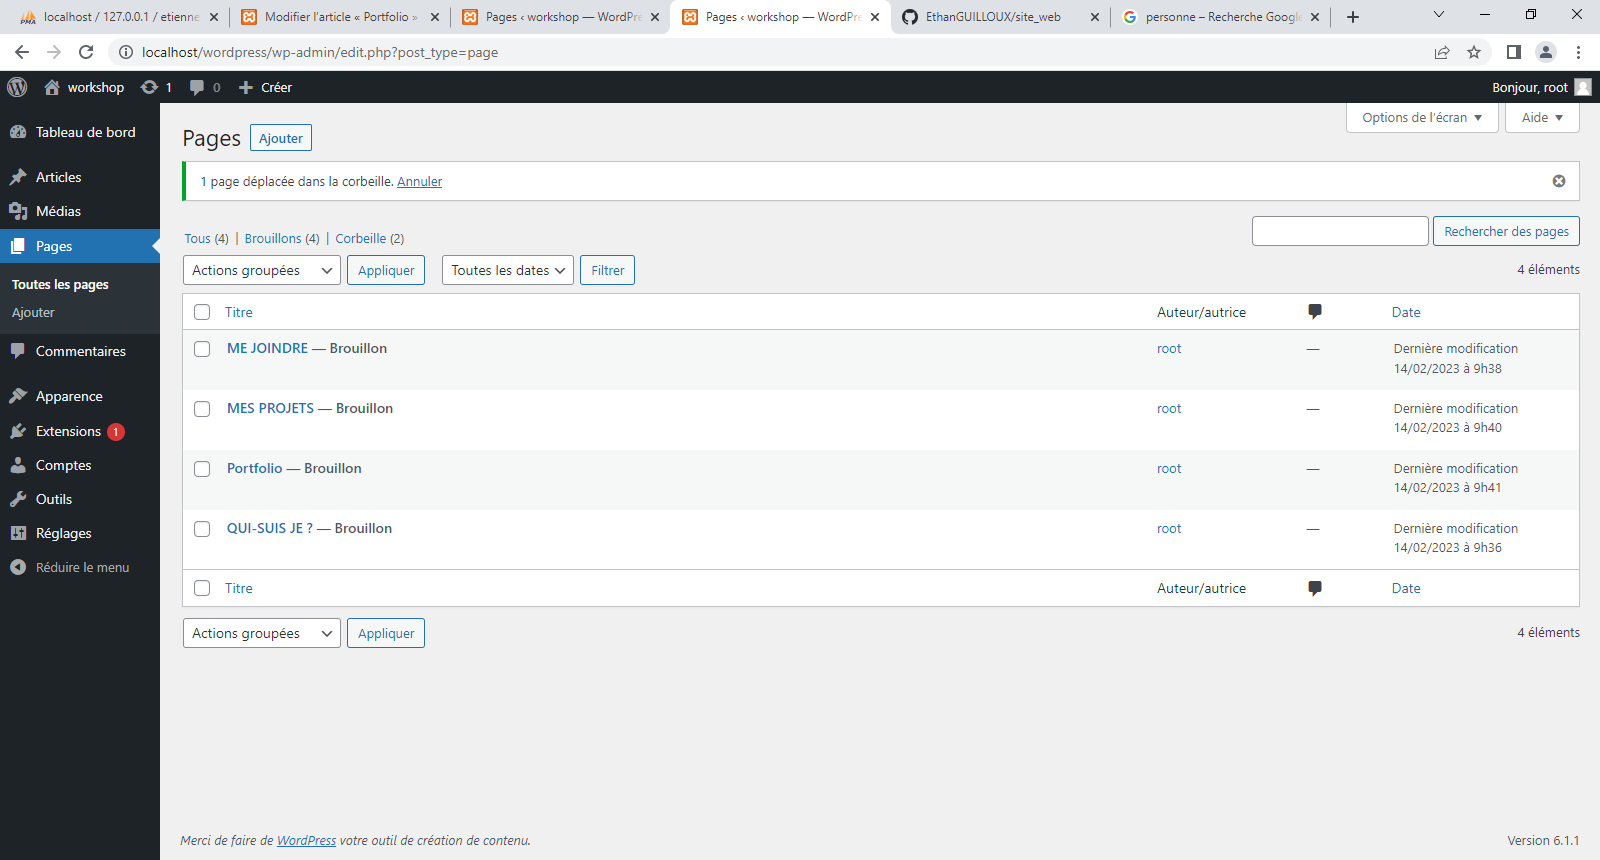 localhost / 127.0.0.1 / etienne
Modifier l'article « Portfolio »
Pages ‹ workshop — WordPre
Pages ‹ workshop — WordPre
EthanGUILLOUX/site_web
personne – Recherche Google
localhost/wordpress/wp-admin/edit.php?post_type=page
workshop 1 0 Créer
Bonjour, root
Tableau de bord
Articles
Médias
Pages
Toutes les pages
Ajouter
Commentaires
Apparence
Extensions 1
Comptes
Outils
Réglages
Réduire le menu
Options de l'écran
Aide
Pages Ajouter
1 page déplacée dans la corbeille. Annuler
Tous (4) | Brouillons (4) | Corbeille (2)
Rechercher des pages
Actions groupées Appliquer Toutes les dates Filtrer
4 éléments
Titre Auteur/autrice Date
ME JOINDRE — Brouillon root — Dernière modification
14/02/2023 à 9h38
MES PROJETS — Brouillon root — Dernière modification
14/02/2023 à 9h40
Portfolio — Brouillon root — Dernière modification
14/02/2023 à 9h41
QUI-SUIS JE ? — Brouillon root — Dernière modification
14/02/2023 à 9h36
Titre Auteur/autrice Date
Actions groupées Appliquer
4 éléments
Merci de faire de WordPress votre outil de création de contenu.
Version 6.1.1